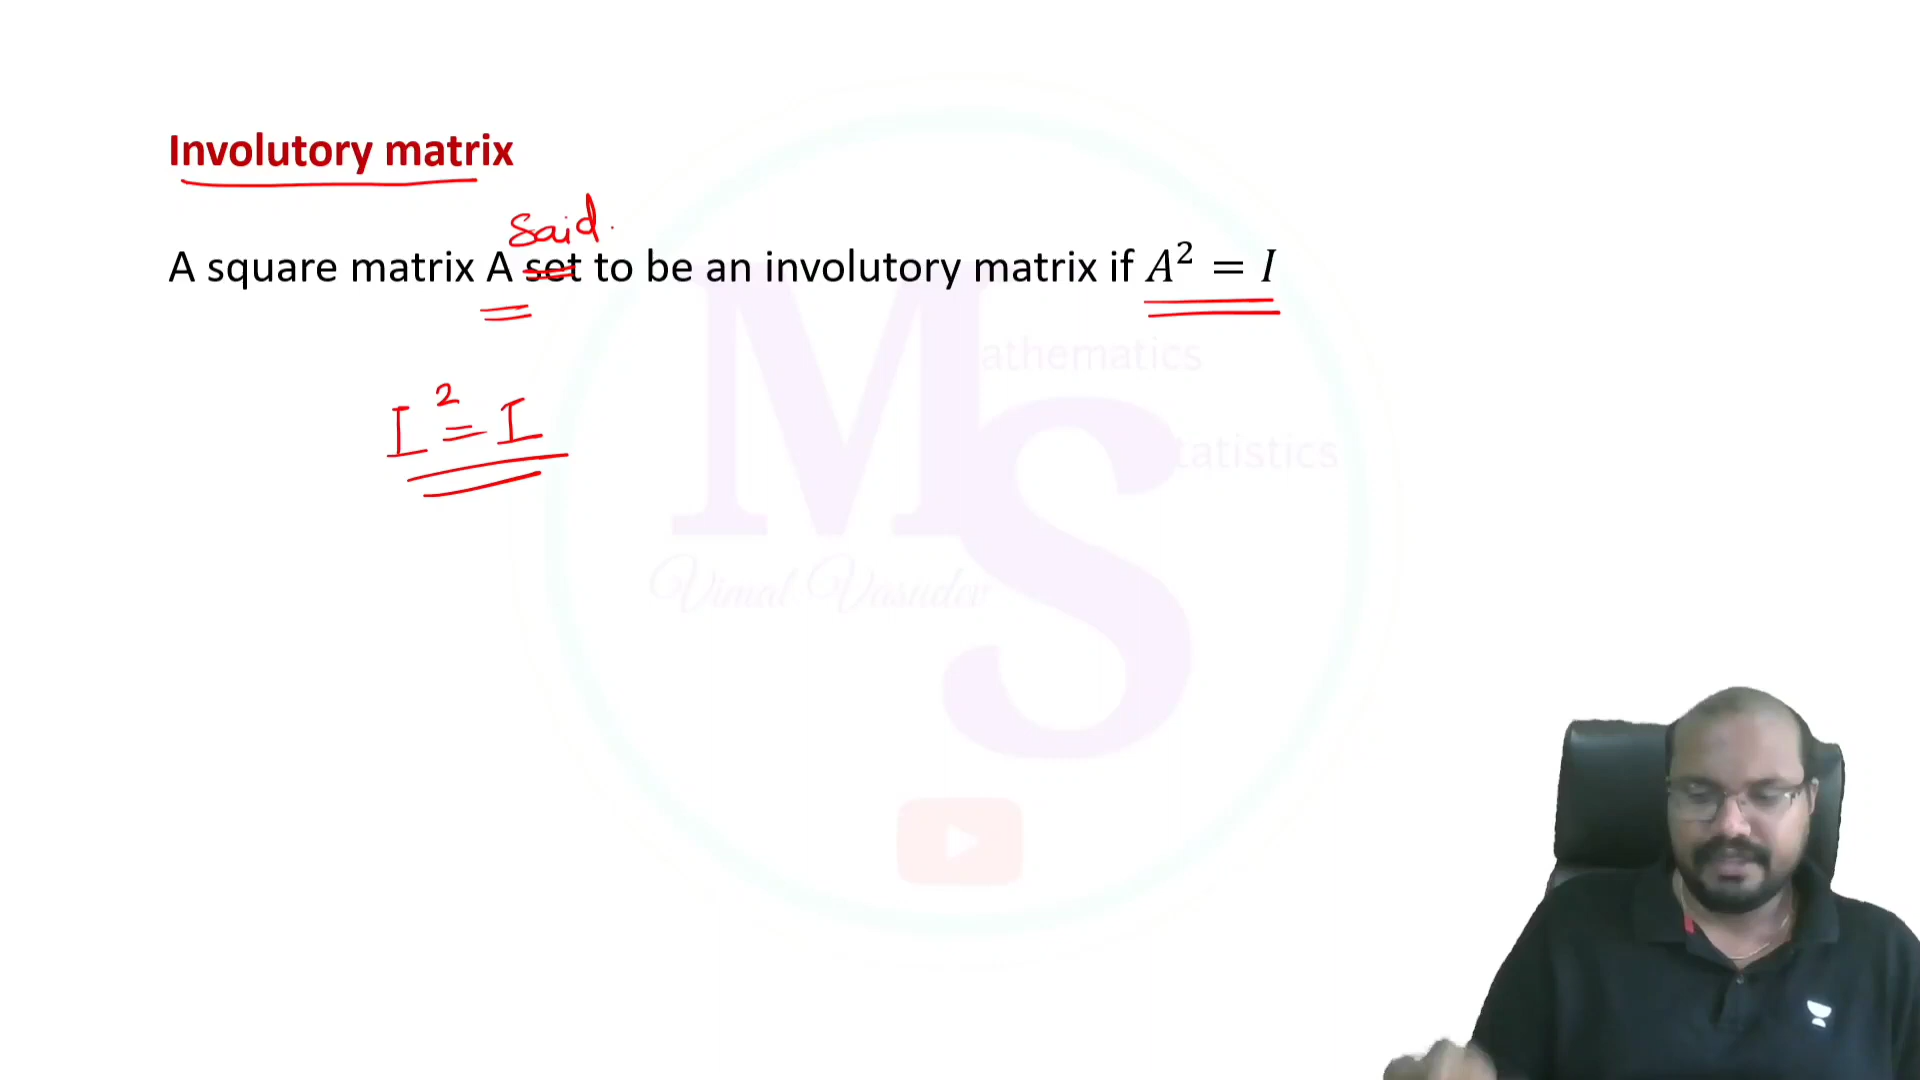 Involutory matrix
said.
A square matrix A set to be an involutory matrix if A² = I
I² = I
M
athematics
S
tatistics
Vimal Vasudev